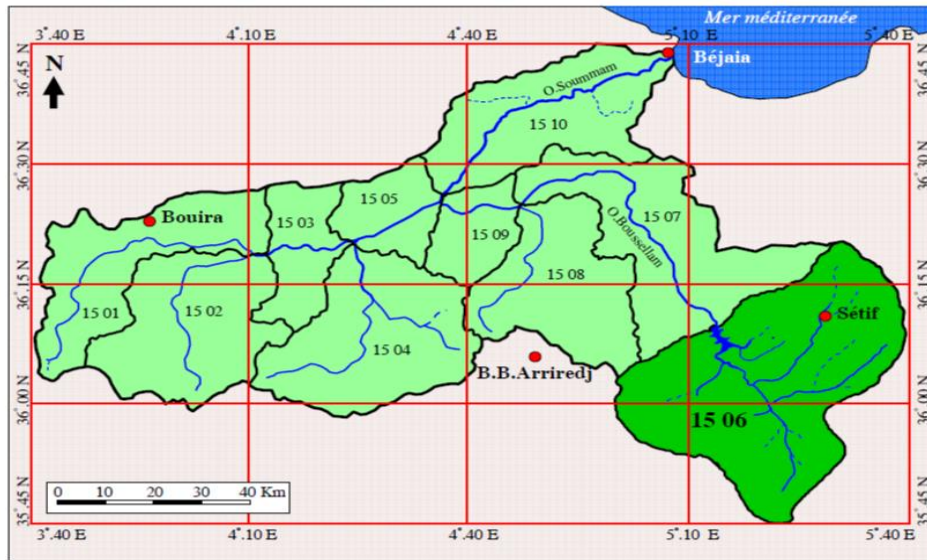 3°.40 E
4°.10 E
4°.40 E
5°.10 E
5°.40 E
Mer méditerranée
36°.45 N
36°.45 N
N
Béjaia
O.Soummam
15 10
36°.30 N
36°.30 N
15 05
15 03
15 07
Bouira
15 09
O.Boussellam
15 08
36°.15 N
36°.15 N
15 01
15 02
Sétif
15 04
B.B.Arriredj
36°.00 N
36°.00 N
15 06
0 10 20 30 40 Km
35°.45 N
35°.45 N
3°.40 E
4°.10 E
4°.40 E
5°.10 E
5°.40 E